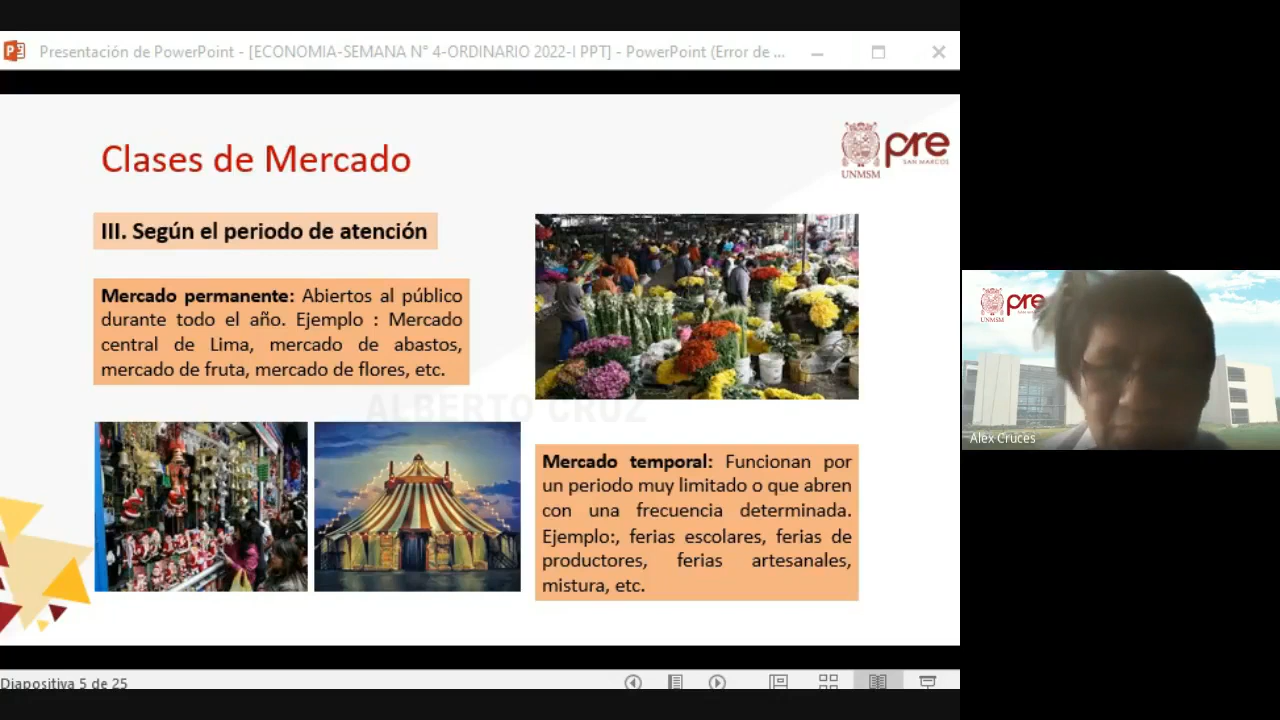 Presentación de PowerPoint - [ECONOMIA-SEMANA N° 4-ORDINARIO 2022-I PPT] - PowerPoint (Error de ...
Clases de Mercado
pre
SAN MARCOS
UNMSM
III. Según el periodo de atención
Mercado permanente: Abiertos al público
durante todo el año. Ejemplo : Mercado
central de Lima, mercado de abastos,
mercado de fruta, mercado de flores, etc.
ALBERTO CRUZ
Mercado temporal: Funcionan por
un periodo muy limitado o que abren
con una frecuencia determinada.
Ejemplo:, ferias escolares, ferias de
productores, ferias artesanales,
mistura, etc.
pre
UNMSM
Alex Cruces
Diapositiva 5 de 25